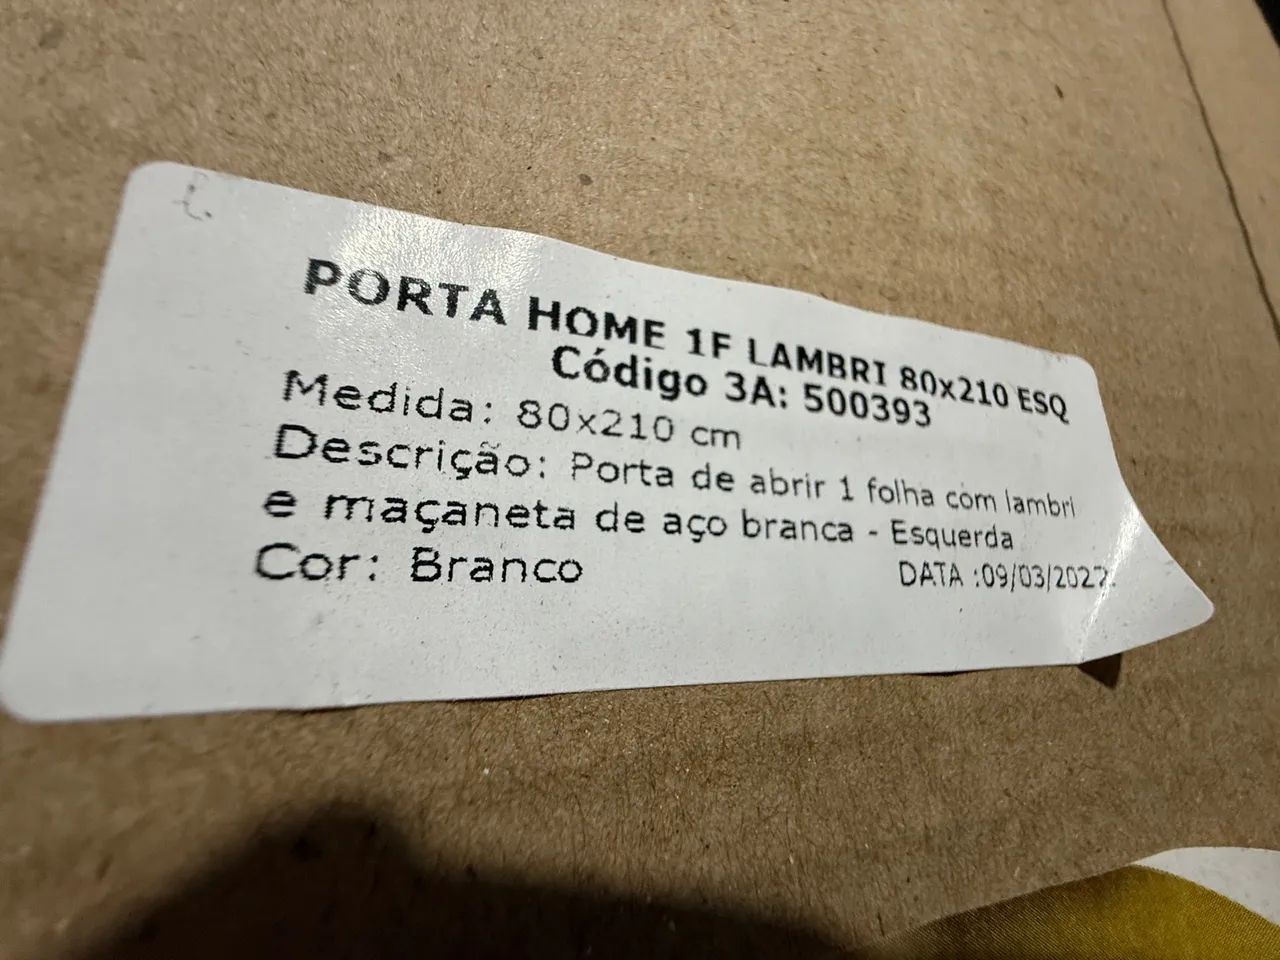 PORTA HOME 1F LAMBRI 80x210 ESQ
Código 3A: 500393
Medida: 80x210 cm
Descrição: Porta de abrir 1 folha com lambri
e maçaneta de aço branca - Esquerda
Cor: Branco
DATA :09/03/2022